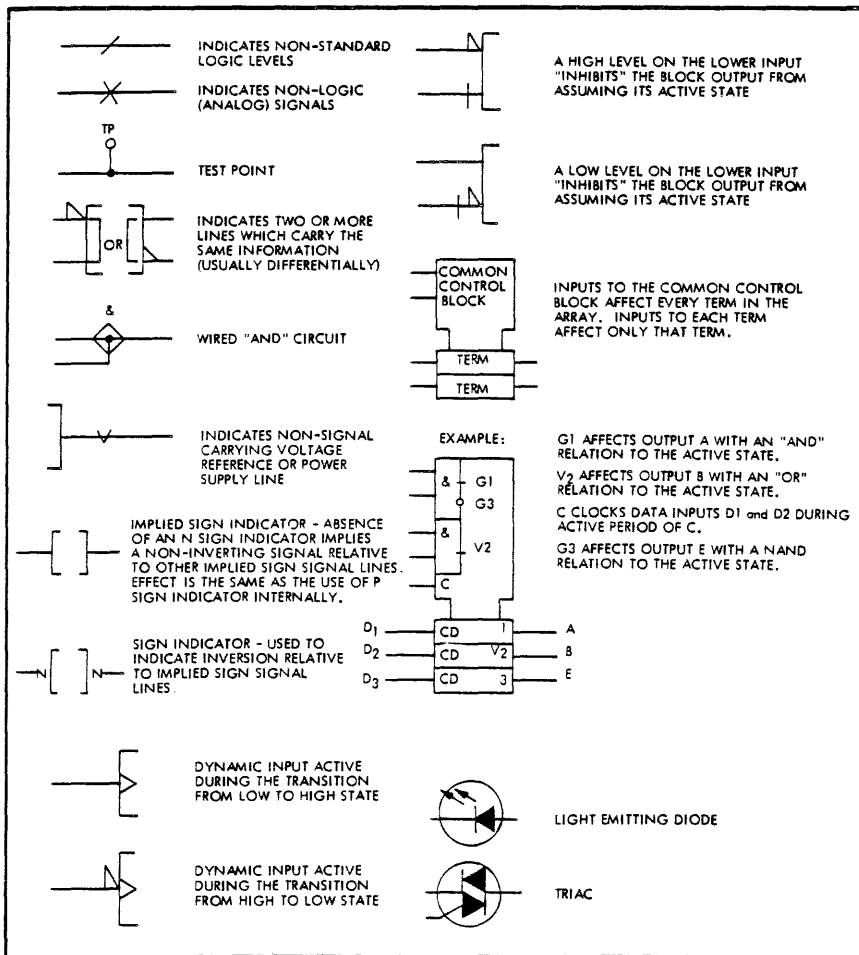 INDICATES NON-STANDARD
LOGIC LEVELS
INDICATES NON-LOGIC
(ANALOG) SIGNALS
TP
TEST POINT
OR
INDICATES TWO OR MORE
LINES WHICH CARRY THE
SAME INFORMATION
(USUALLY DIFFERENTIALLY)
&
WIRED "AND" CIRCUIT
INDICATES NON-SIGNAL
CARRYING VOLTAGE
REFERENCE OR POWER
SUPPLY LINE
IMPLIED SIGN INDICATOR - ABSENCE
OF AN N SIGN INDICATOR IMPLIES
A NON-INVERTING SIGNAL RELATIVE
TO OTHER IMPLIED SIGN SIGNAL LINES.
EFFECT IS THE SAME AS THE USE OF P
SIGN INDICATOR INTERNALLY.
N N
SIGN INDICATOR - USED TO
INDICATE INVERSION RELATIVE
TO IMPLIED SIGN SIGNAL
LINES.
DYNAMIC INPUT ACTIVE
DURING THE TRANSITION
FROM LOW TO HIGH STATE
DYNAMIC INPUT ACTIVE
DURING THE TRANSITION
FROM HIGH TO LOW STATE
A HIGH LEVEL ON THE LOWER INPUT
"INHIBITS" THE BLOCK OUTPUT FROM
ASSUMING ITS ACTIVE STATE
A LOW LEVEL ON THE LOWER INPUT
"INHIBITS" THE BLOCK OUTPUT FROM
ASSUMING ITS ACTIVE STATE
COMMON
CONTROL
BLOCK
TERM
TERM
INPUTS TO THE COMMON CONTROL
BLOCK AFFECT EVERY TERM IN THE
ARRAY. INPUTS TO EACH TERM
AFFECT ONLY THAT TERM.
EXAMPLE:
& G1
G3
& V2
C
D1 CD 1 A
D2 CD V2 B
D3 CD 3 E
G1 AFFECTS OUTPUT A WITH AN "AND"
RELATION TO THE ACTIVE STATE.
V2 AFFECTS OUTPUT B WITH AN "OR"
RELATION TO THE ACTIVE STATE.
C CLOCKS DATA INPUTS D1 and D2 DURING
ACTIVE PERIOD OF C.
G3 AFFECTS OUTPUT E WITH A NAND
RELATION TO THE ACTIVE STATE.
LIGHT EMITTING DIODE
TRIAC